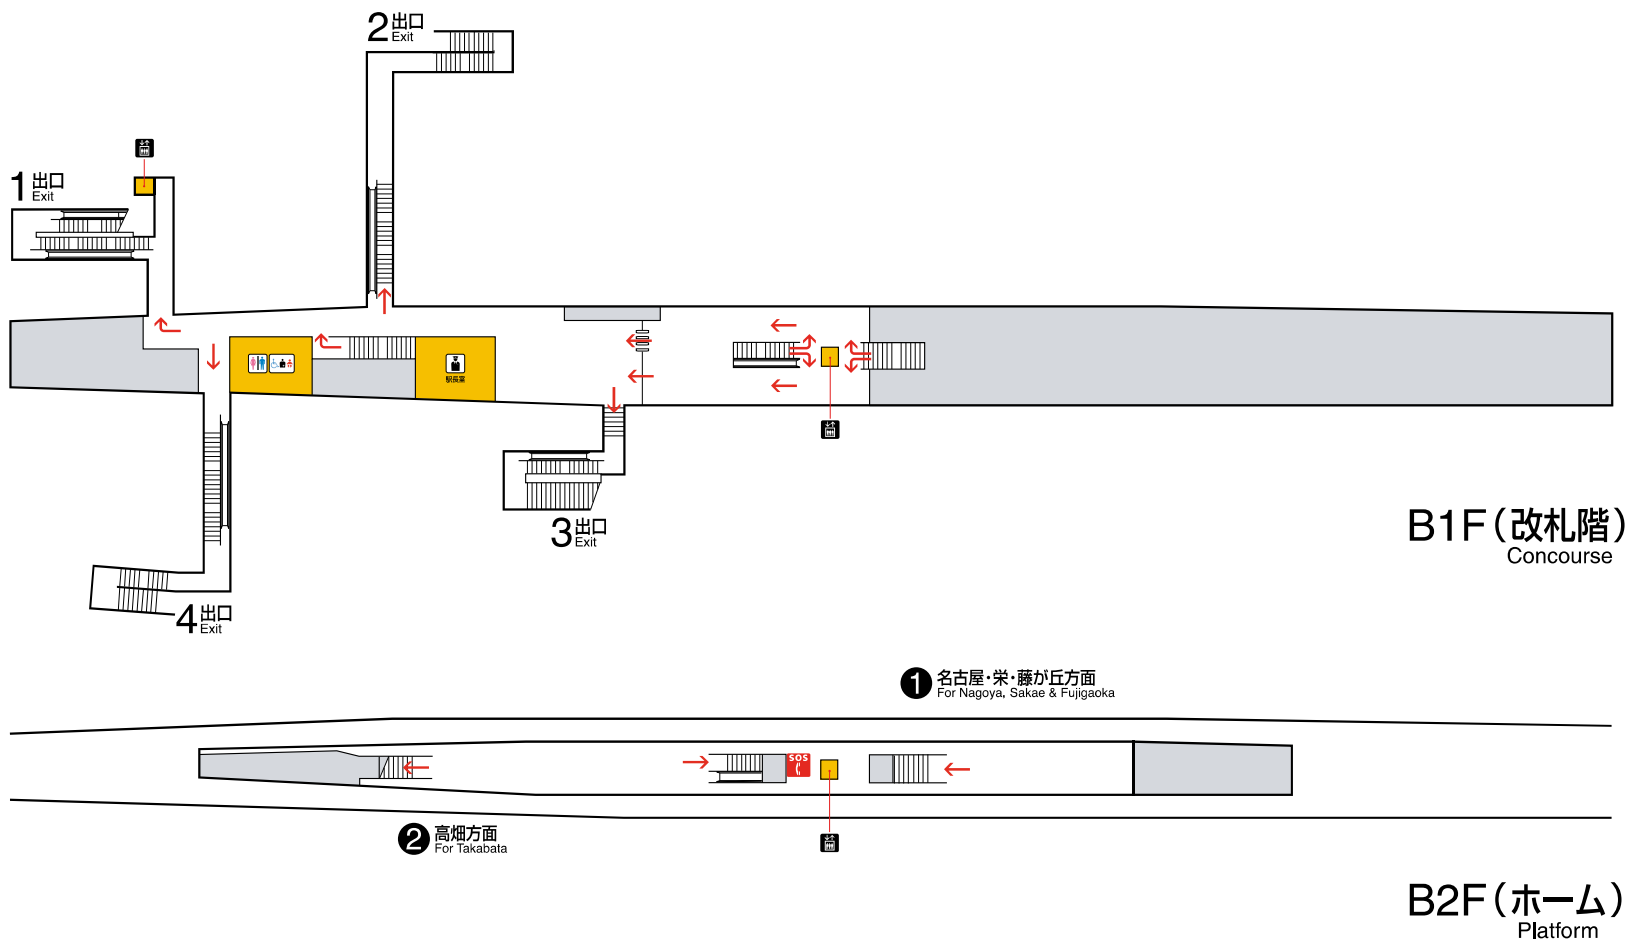 2 出口
Exit
1 出口
Exit
駅長室
3 出口
Exit
B1F(改札階)
Concourse
4 出口
Exit
1 名古屋・栄・藤が丘方面
For Nagoya, Sakae & Fujigaoka
SOS
2 高畑方面
For Takabata
B2F(ホーム)
Platform